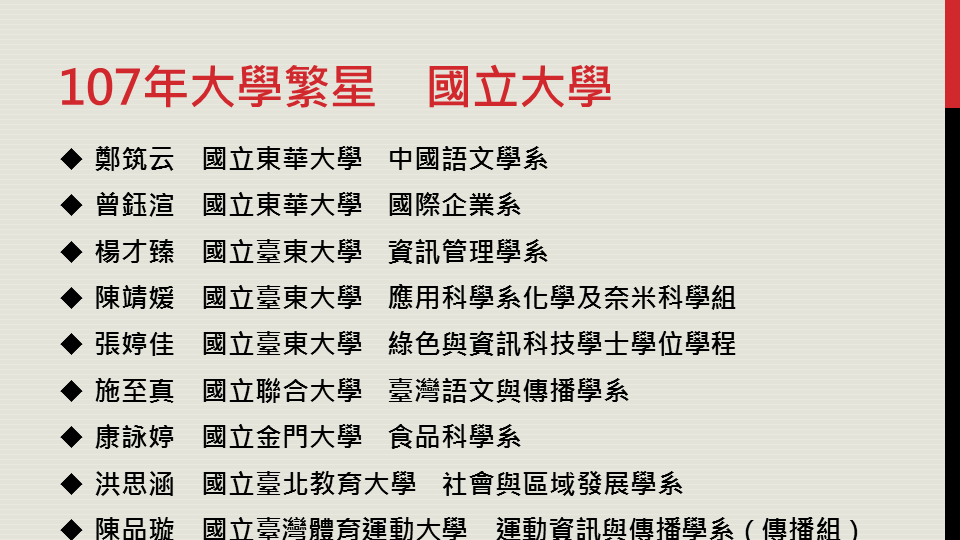 107年大學繁星　國立大學
◆ 鄭筑云　國立東華大學　中國語文學系
◆ 曾鈺渲　國立東華大學　國際企業系
◆ 楊才臻　國立臺東大學　資訊管理學系
◆ 陳靖媛　國立臺東大學　應用科學系化學及奈米科學組
◆ 張婷佳　國立臺東大學　綠色與資訊科技學士學位學程
◆ 施至真　國立聯合大學　臺灣語文與傳播學系
◆ 康詠婷　國立金門大學　食品科學系
◆ 洪思涵　國立臺北教育大學　社會與區域發展學系
◆ 陳品璇　國立臺灣體育運動大學　運動資訊與傳播學系（傳播組）